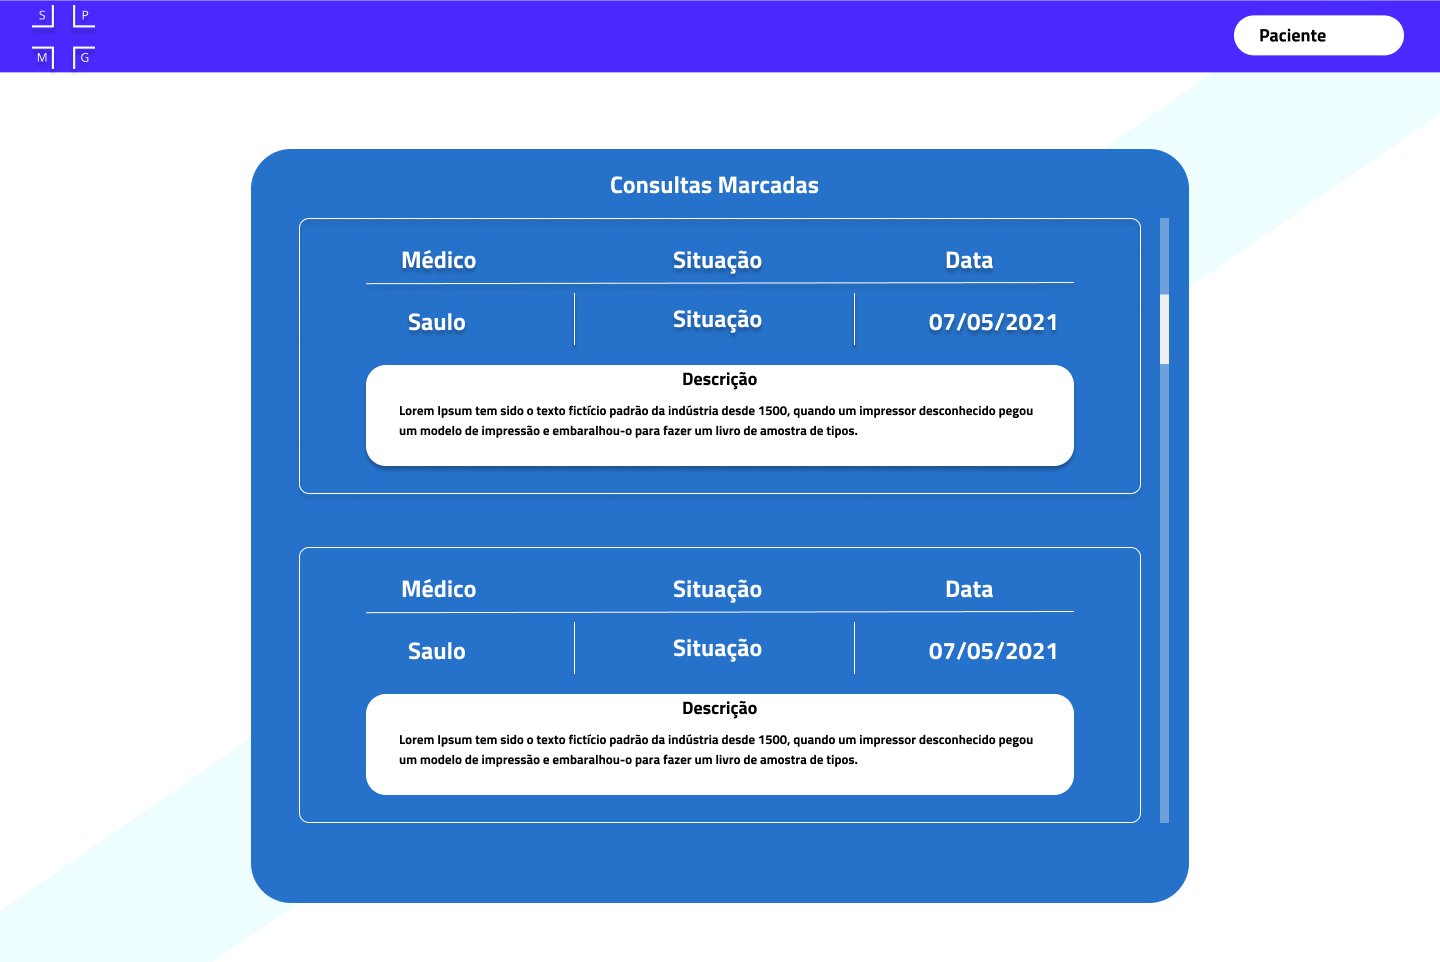 S P
M G
Paciente
Consultas Marcadas
Médico Situação Data
Saulo Situação 07/05/2021
Descrição
Lorem Ipsum tem sido o texto fictício padrão da indústria desde 1500, quando um impressor desconhecido pegou
um modelo de impressão e embaralhou-o para fazer um livro de amostra de tipos.
Médico Situação Data
Saulo Situação 07/05/2021
Descrição
Lorem Ipsum tem sido o texto fictício padrão da indústria desde 1500, quando um impressor desconhecido pegou
um modelo de impressão e embaralhou-o para fazer um livro de amostra de tipos.